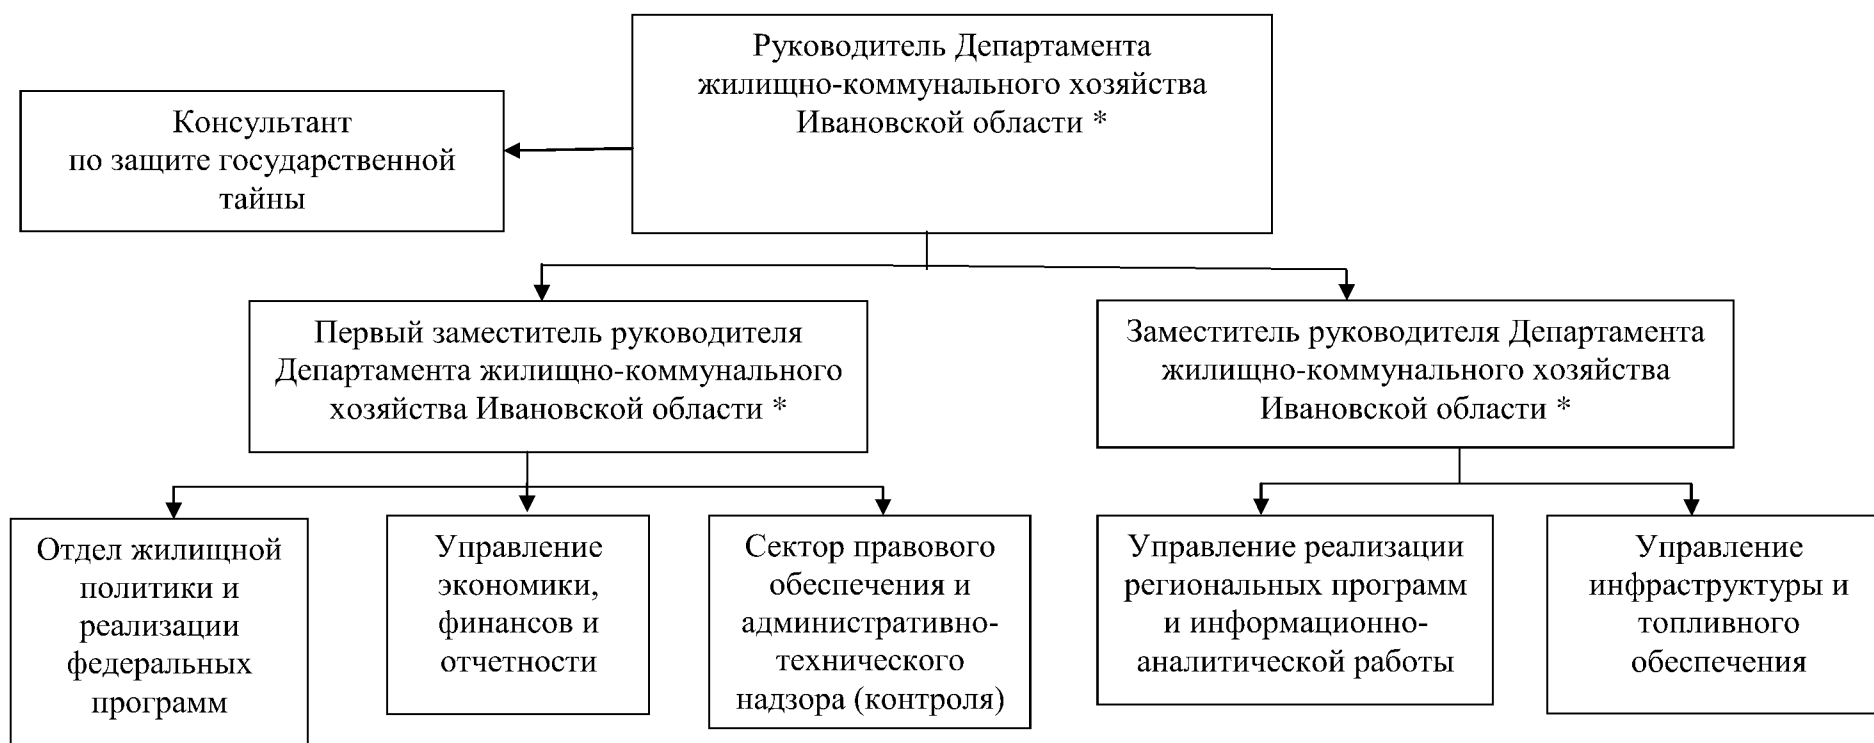 Руководитель Департамента
жилищно-коммунального хозяйства
Ивановской области *
Консультант
по защите государственной
тайны
Первый заместитель руководителя
Департамента жилищно-коммунального
хозяйства Ивановской области *
Заместитель руководителя Департамента
жилищно-коммунального хозяйства
Ивановской области *
Отдел жилищной
политики и
реализации
федеральных
программ
Управление
экономики,
финансов и
отчетности
Сектор правового
обеспечения и
административно-
технического
надзора (контроля)
Управление реализации
региональных программ
и информационно-
аналитической работы
Управление
инфраструктуры и
топливного
обеспечения